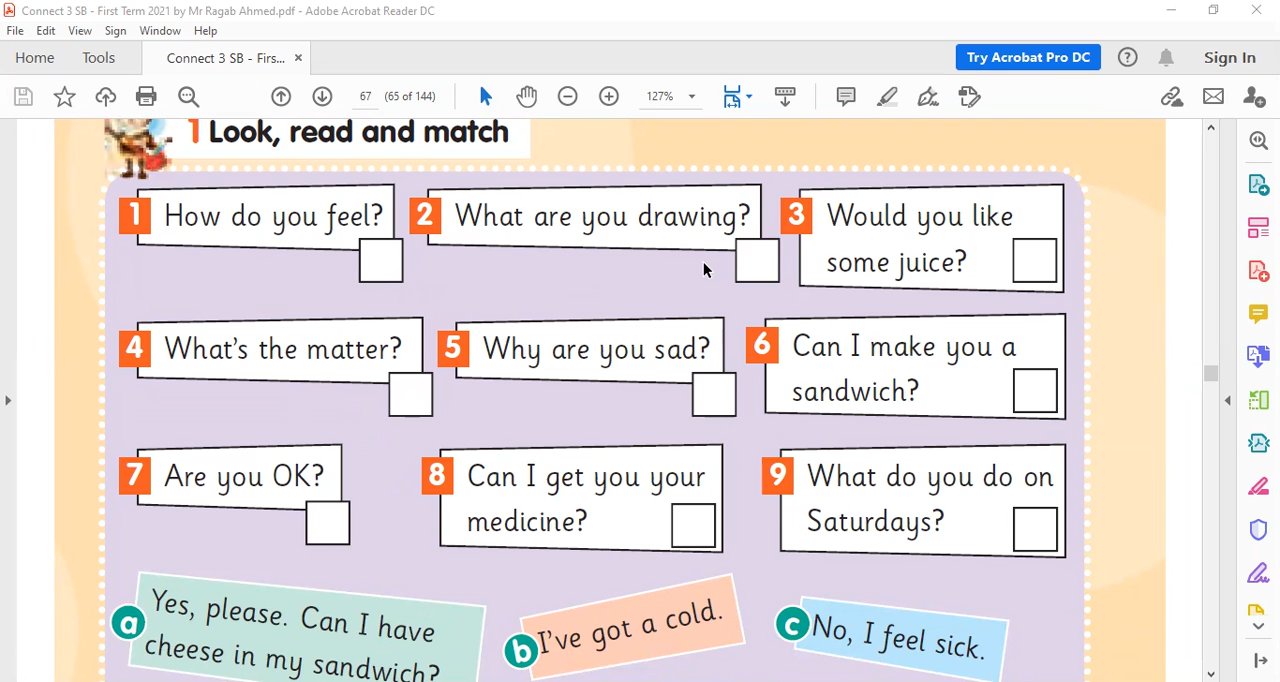 Connect 3 SB - First Term 2021 by Mr Ragab Ahmed.pdf - Adobe Acrobat Reader DC
File Edit View Sign Window Help
Home Tools Connect 3 SB - Firs... × Try Acrobat Pro DC Sign In
67 (65 of 144) 127%
1 Look, read and match
1 How do you feel?
2 What are you drawing?
3 Would you like
some juice?
4 What's the matter?
5 Why are you sad?
6 Can I make you a
sandwich?
7 Are you OK?
8 Can I get you your
medicine?
9 What do you do on
Saturdays?
a Yes, please. Can I have
cheese in my sandwich?
b I've got a cold.
c No, I feel sick.